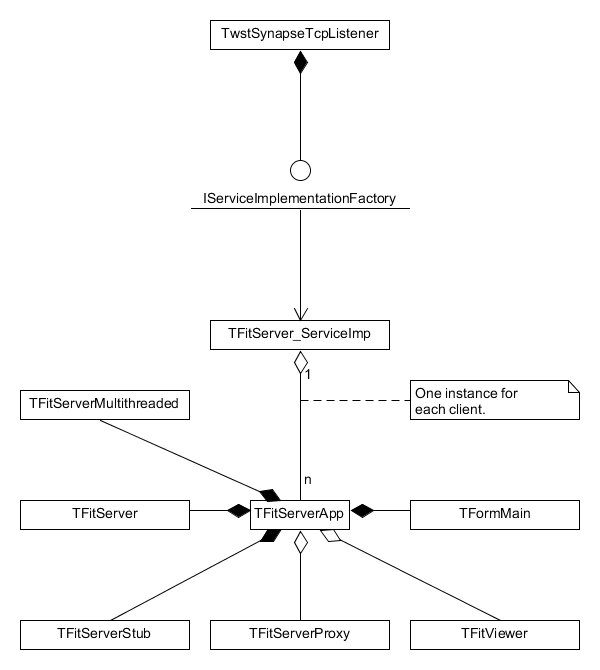 TwstSynapseTcpListener
IServiceImplementationFactory
TFitServer_ServiceImp
1
One instance for
each client.
TFitServerMultithreaded
n
TFitServer
TFitServerApp
TFormMain
TFitServerStub
TFitServerProxy
TFitViewer